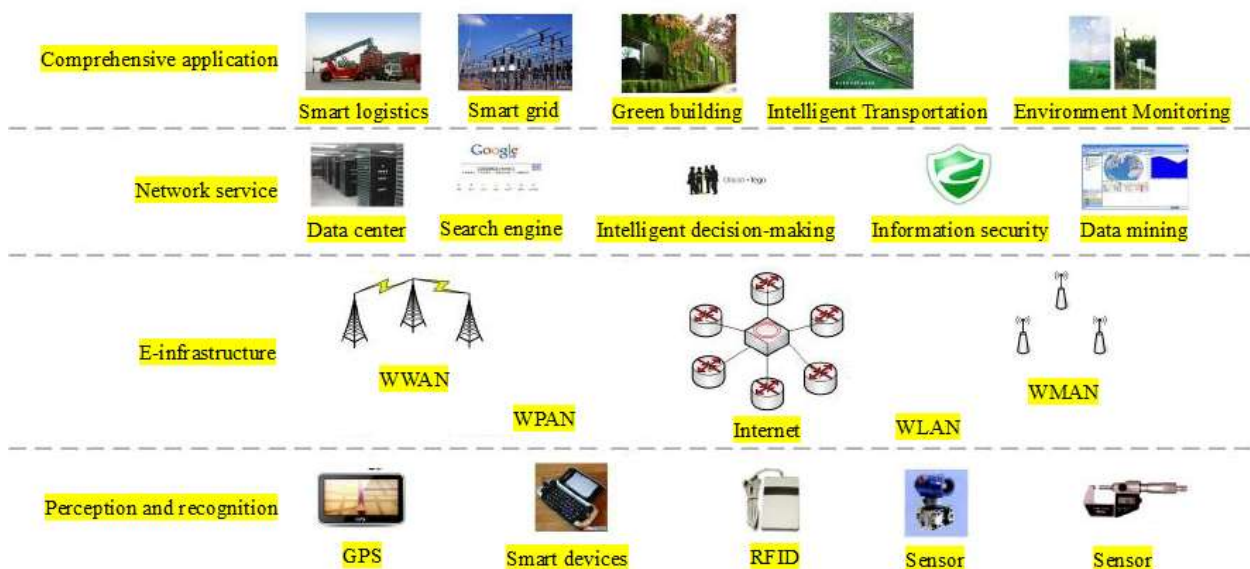 Comprehensive application
Smart logistics
Smart grid
Green building
Intelligent Transportation
Environment Monitoring
Google
Network service
Data center
Search engine
Intelligent decision-making
Information security
Data mining
E-infrastructure
WWAN
WPAN
Internet
WLAN
WMAN
Perception and recognition
GPS
Smart devices
RFID
Sensor
Sensor